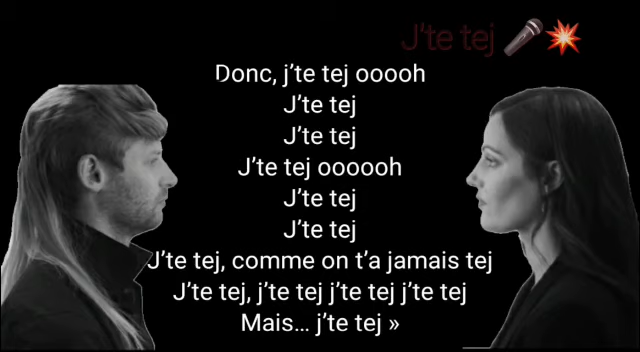 J'te tej 🎤💥
Donc, j'te tej ooooh
J'te tej
J'te tej
J'te tej oooooh
J'te tej
J'te tej
J'te tej, comme on t'a jamais tej
J'te tej, j'te tej j'te tej j'te tej
Mais... j'te tej »